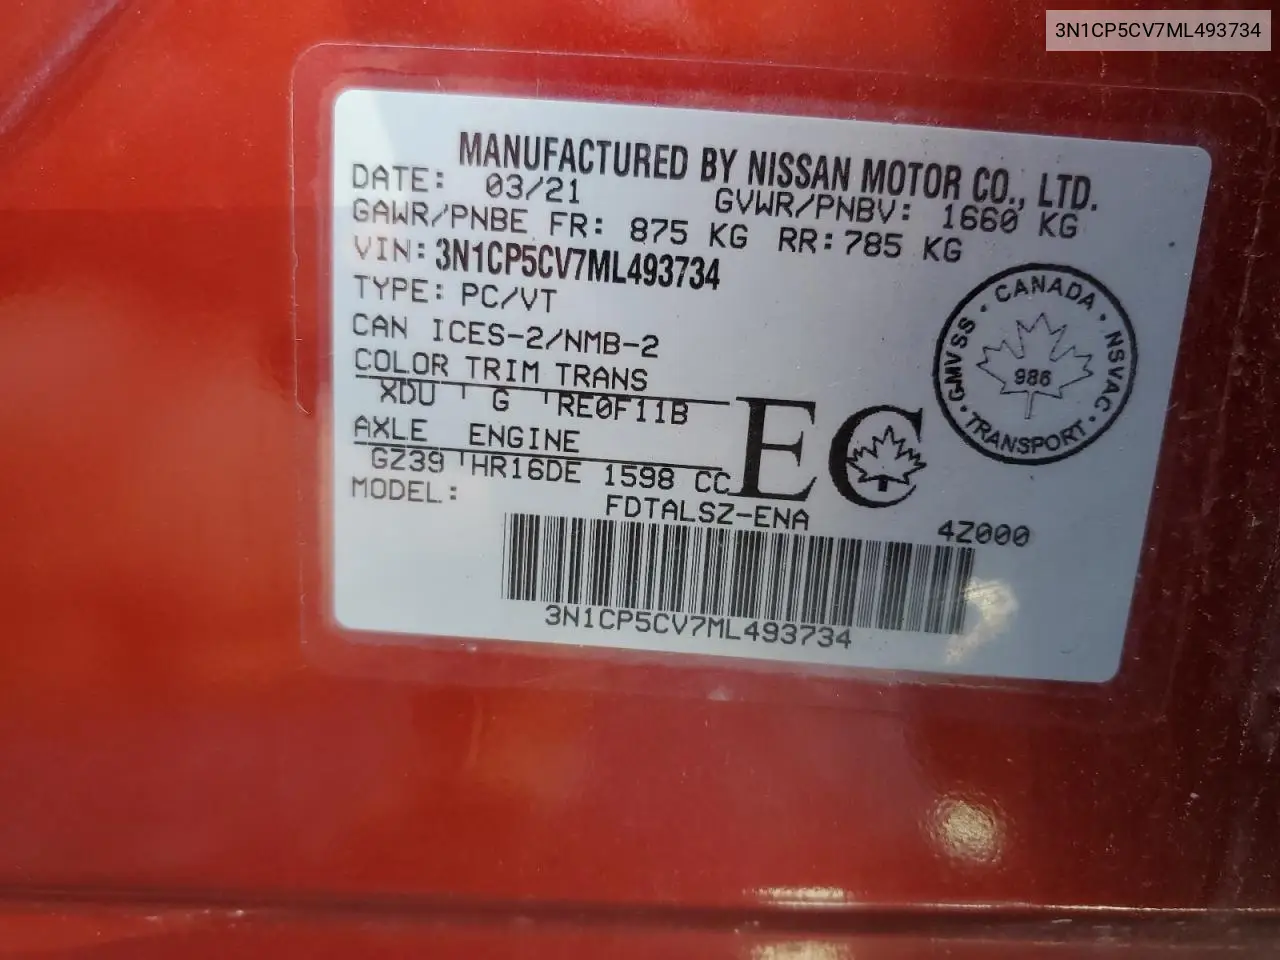 3N1CP5CV7ML493734
MANUFACTURED BY NISSAN MOTOR CO., LTD.
DATE: 03/21 GVWR/PNBV: 1660 KG
GAWR/PNBE FR: 875 KG RR: 785 KG
VIN: 3N1CP5CV7ML493734
TYPE: PC/VT
CAN ICES-2/NMB-2
COLOR TRIM TRANS
XDU G RE0F11B
AXLE ENGINE
GZ39 HR16DE 1598 CC
EC
MODEL: FDTALSZ-ENA
4Z000
3N1CP5CV7ML493734
CANADA • NSVAC • TRANSPORT • CMVSS •
986